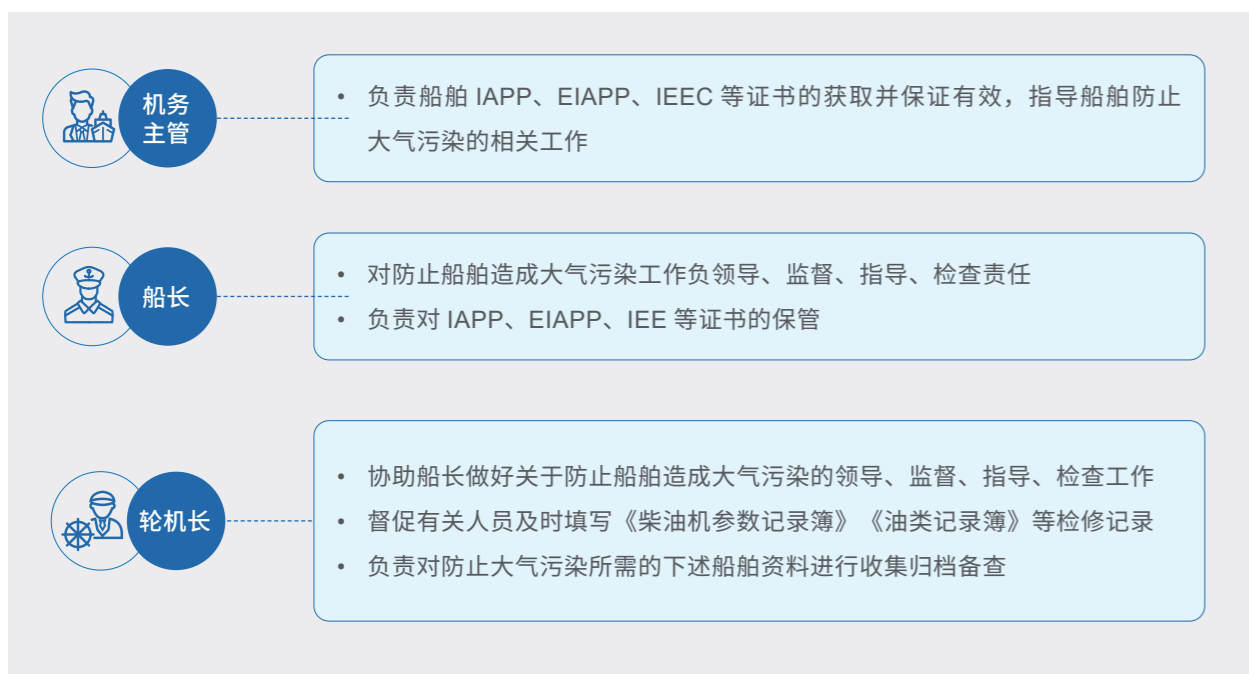 机务
主管
• 负责船舶 IAPP、EIAPP、IEEC 等证书的获取并保证有效，指导船舶防止
大气污染的相关工作
船长
• 对防止船舶造成大气污染工作负领导、监督、指导、检查责任
• 负责对 IAPP、EIAPP、IEE 等证书的保管
轮机长
• 协助船长做好关于防止船舶造成大气污染的领导、监督、指导、检查工作
• 督促有关人员及时填写《柴油机参数记录簿》《油类记录簿》等检修记录
• 负责对防止大气污染所需的下述船舶资料进行收集归档备查